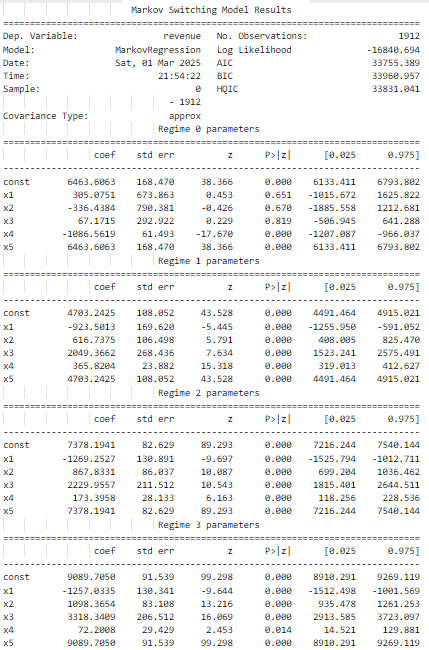 Markov Switching Model Results
==============================================================================
Dep. Variable: revenue No. Observations: 1912
Model: MarkovRegression Log Likelihood -16840.694
Date: Sat, 01 Mar 2025 AIC 33755.389
Time: 21:54:22 BIC 33960.957
Sample: 0 HQIC 33831.041
- 1912
Covariance Type: approx
Regime 0 parameters
==============================================================================
coef std err z P>|z| [0.025 0.975]
------------------------------------------------------------------------------
const 6463.6063 168.470 38.366 0.000 6133.411 6793.802
x1 305.0751 673.863 0.453 0.651 -1015.672 1625.822
x2 -336.4384 790.381 -0.426 0.670 -1885.558 1212.681
x3 67.1715 292.922 0.229 0.819 -506.945 641.288
x4 -1086.5619 61.493 -17.670 0.000 -1207.087 -966.037
x5 6463.6063 168.470 38.366 0.000 6133.411 6793.802
Regime 1 parameters
==============================================================================
coef std err z P>|z| [0.025 0.975]
------------------------------------------------------------------------------
const 4703.2425 108.052 43.528 0.000 4491.464 4915.021
x1 -923.5013 169.620 -5.445 0.000 -1255.950 -591.052
x2 616.7375 106.498 5.791 0.000 408.005 825.470
x3 2049.3662 268.436 7.634 0.000 1523.241 2575.491
x4 365.8204 23.882 15.318 0.000 319.013 412.627
x5 4703.2425 108.052 43.528 0.000 4491.464 4915.021
Regime 2 parameters
==============================================================================
coef std err z P>|z| [0.025 0.975]
------------------------------------------------------------------------------
const 7378.1941 82.629 89.293 0.000 7216.244 7540.144
x1 -1269.2527 130.891 -9.697 0.000 -1525.794 -1012.711
x2 867.8331 86.037 10.087 0.000 699.204 1036.462
x3 2229.9557 211.512 10.543 0.000 1815.401 2644.511
x4 173.3958 28.133 6.163 0.000 118.256 228.536
x5 7378.1941 82.629 89.293 0.000 7216.244 7540.144
Regime 3 parameters
==============================================================================
coef std err z P>|z| [0.025 0.975]
------------------------------------------------------------------------------
const 9089.7050 91.539 99.298 0.000 8910.291 9269.119
x1 -1257.0335 130.341 -9.644 0.000 -1512.498 -1001.569
x2 1098.3654 83.108 13.216 0.000 935.478 1261.253
x3 3318.3409 206.512 16.069 0.000 2913.585 3723.097
x4 72.2008 29.429 2.453 0.014 14.521 129.881
x5 9089.7050 91.539 99.298 0.000 8910.291 9269.119